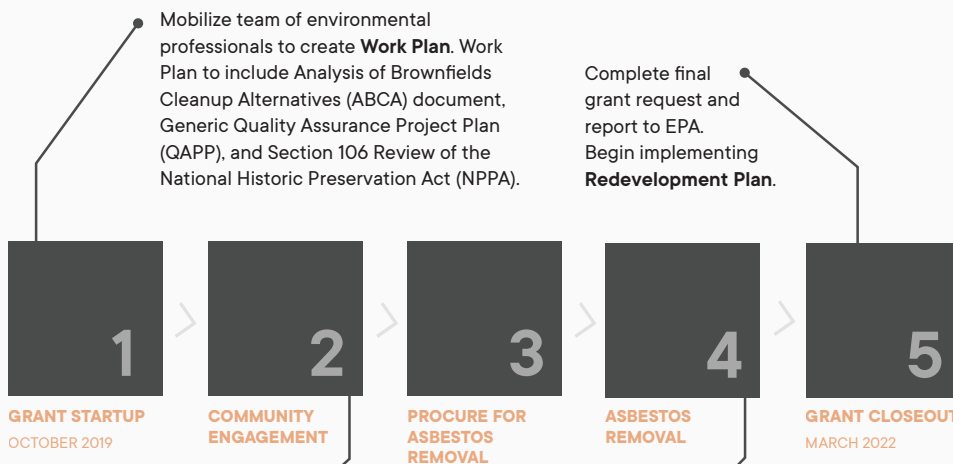 Mobilize team of environmental
professionals to create Work Plan. Work
Plan to include Analysis of Brownfields
Cleanup Alternatives (ABCA) document,
Generic Quality Assurance Project Plan
(QAPP), and Section 106 Review of the
National Historic Preservation Act (NPPA).
Complete final
grant request and
report to EPA.
Begin implementing
Redevelopment Plan.
1
2
3
4
5
GRANT STARTUP
OCTOBER 2019
COMMUNITY
ENGAGEMENT
PROCURE FOR
ASBESTOS
REMOVAL
ASBESTOS
REMOVAL
GRANT CLOSEOUT
MARCH 2022